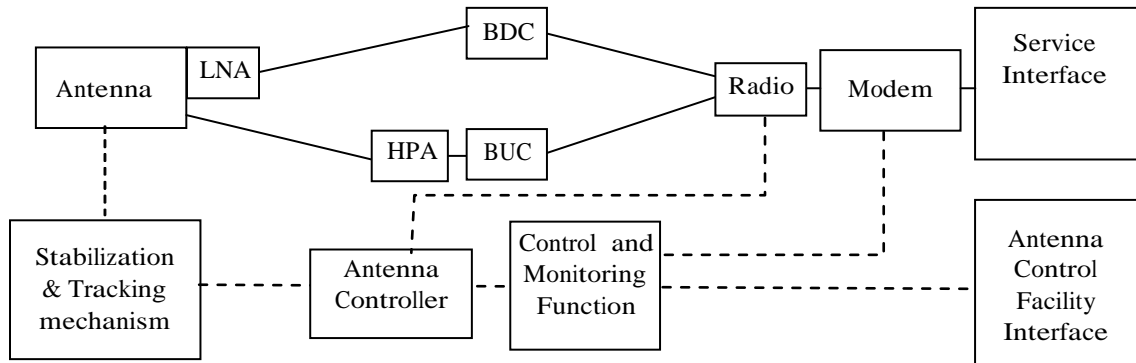 BDC
Service
Interface
LNA
Antenna
Radio
Modem
HPA
BUC
Stabilization
& Tracking
mechanism
Antenna
Controller
Control and
Monitoring
Function
Antenna
Control
Facility
Interface